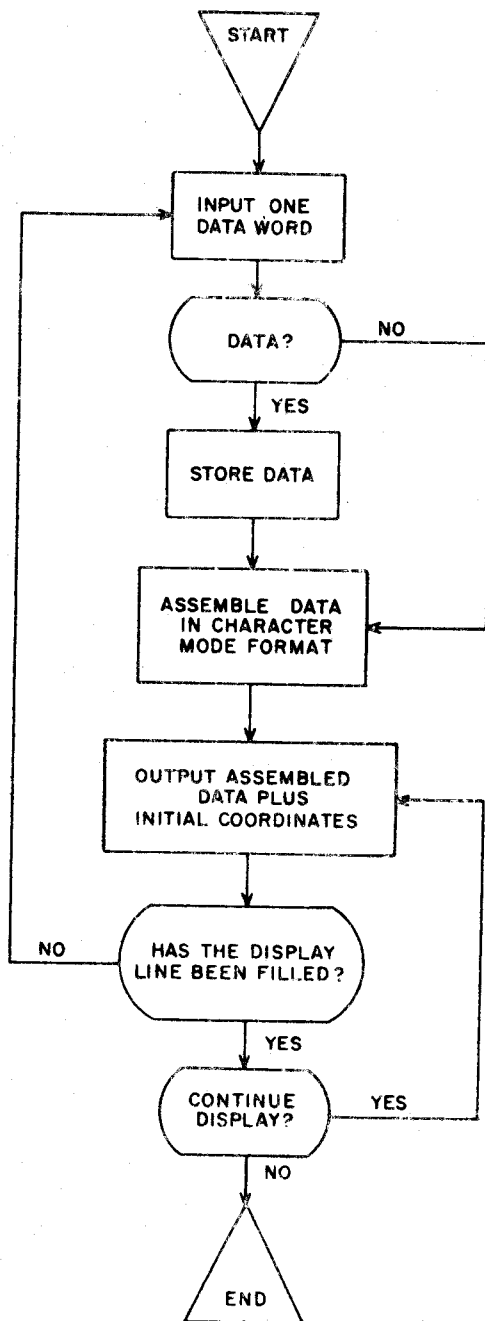 START
INPUT ONE
DATA WORD
DATA?
NO
YES
STORE DATA
ASSEMBLE DATA
IN CHARACTER
MODE FORMAT
OUTPUT ASSEMBLED
DATA PLUS
INITIAL COORDINATES
NO
HAS THE DISPLAY
LINE BEEN FILLED?
YES
CONTINUE
DISPLAY?
YES
NO
END